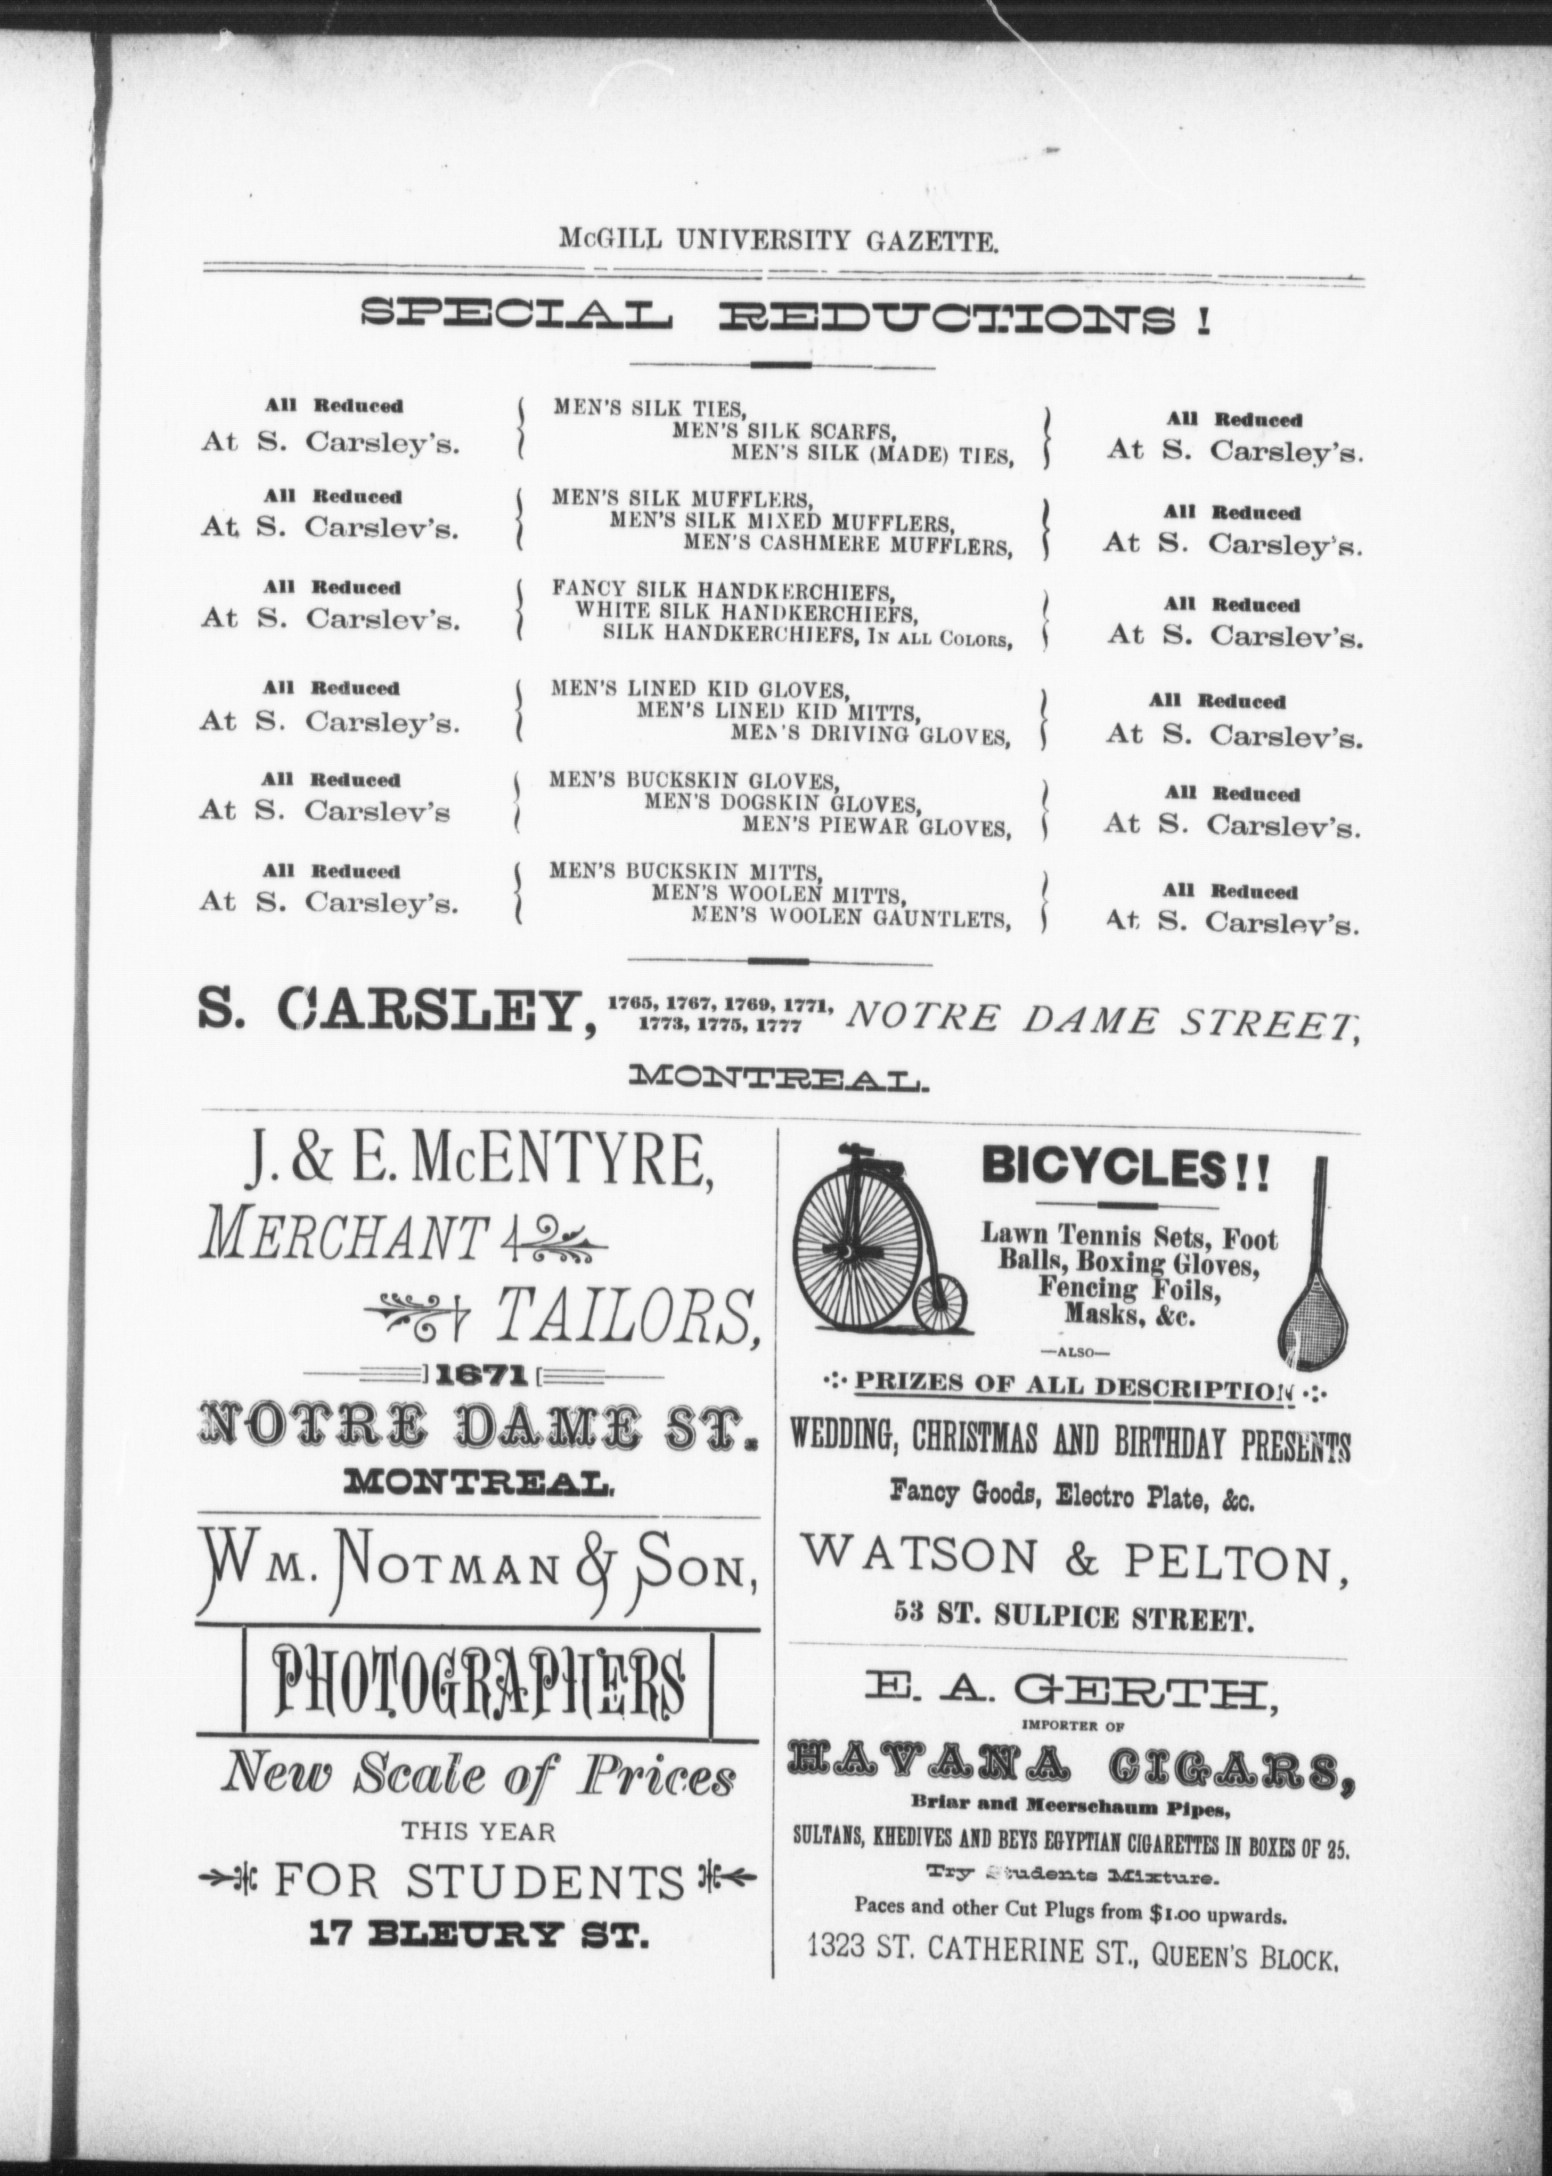 McGILL UNIVERSITY GAZETTE.
SPECIAL REDUCTIONS !
All Reduced
At S. Carsley's.
MEN'S SILK TIES,
MEN'S SILK SCARFS,
MEN'S SILK (MADE) TIES,
All Reduced
At S. Carsley's.
All Reduced
At S. Carsley's.
MEN'S SILK MUFFLERS,
MEN'S SILK MIXED MUFFLERS,
MEN'S CASHMERE MUFFLERS,
All Reduced
At S. Carsley's.
All Reduced
At S. Carsley's.
FANCY SILK HANDKERCHIEFS,
WHITE SILK HANDKERCHIEFS,
SILK HANDKERCHIEFS, IN ALL COLORS,
All Reduced
At S. Carsley's.
All Reduced
At S. Carsley's.
MEN'S LINED KID GLOVES,
MEN'S LINED KID MITTS,
MEN'S DRIVING GLOVES,
All Reduced
At S. Carsley's.
All Reduced
At S. Carsley's
MEN'S BUCKSKIN GLOVES,
MEN'S DOGSKIN GLOVES,
MEN'S PIEWAR GLOVES,
All Reduced
At S. Carsley's.
All Reduced
At S. Carsley's.
MEN'S BUCKSKIN MITTS,
MEN'S WOOLEN MITTS,
MEN'S WOOLEN GAUNTLETS,
All Reduced
At S. Carsley's.
S. CARSLEY, 1765, 1767, 1769, 1771, 1773, 1775, 1777 NOTRE DAME STREET,
MONTREAL.
J. & E. McENTYRE,
MERCHANT
TAILORS,
1671
NOTRE DAME ST.
MONTREAL.
WM. NOTMAN & SON,
PHOTOGRAPHERS
New Scale of Prices
THIS YEAR
FOR STUDENTS
17 BLEURY ST.
BICYCLES!!
Lawn Tennis Sets, Foot
Balls, Boxing Gloves,
Fencing Foils,
Masks, &c.
—ALSO—
PRIZES OF ALL DESCRIPTION
WEDDING, CHRISTMAS AND BIRTHDAY PRESENTS
Fancy Goods, Electro Plate, &c.
WATSON & PELTON,
53 ST. SULPICE STREET.
E. A. GERTH,
IMPORTER OF
HAVANA CIGARS,
Briar and Meerschaum Pipes,
SULTANS, KHEDIVES AND BEYS EGYPTIAN CIGARETTES IN BOXES OF 25.
Try Students Mixture.
Paces and other Cut Plugs from $1.00 upwards.
1323 ST. CATHERINE ST., QUEEN'S BLOCK.